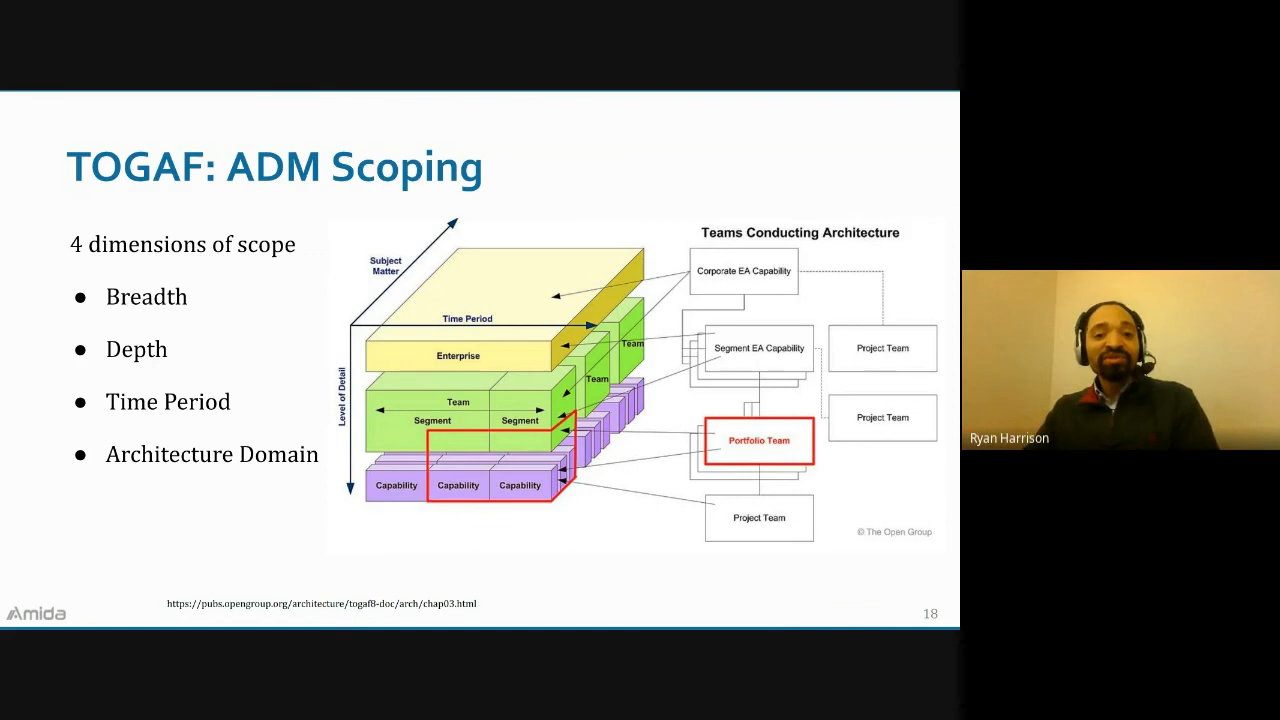 TOGAF: ADM Scoping
4 dimensions of scope
● Breadth
● Depth
● Time Period
● Architecture Domain
Subject
Matter
Time Period
Level of Detail
Enterprise
Team
Team
Team
Segment
Segment
Capability
Capability
Capability
Teams Conducting Architecture
Corporate EA Capability
Segment EA Capability
Project Team
Project Team
Portfolio Team
Project Team
© The Open Group
https://pubs.opengroup.org/architecture/togaf8-doc/arch/chap03.html
Amida
18
Ryan Harrison